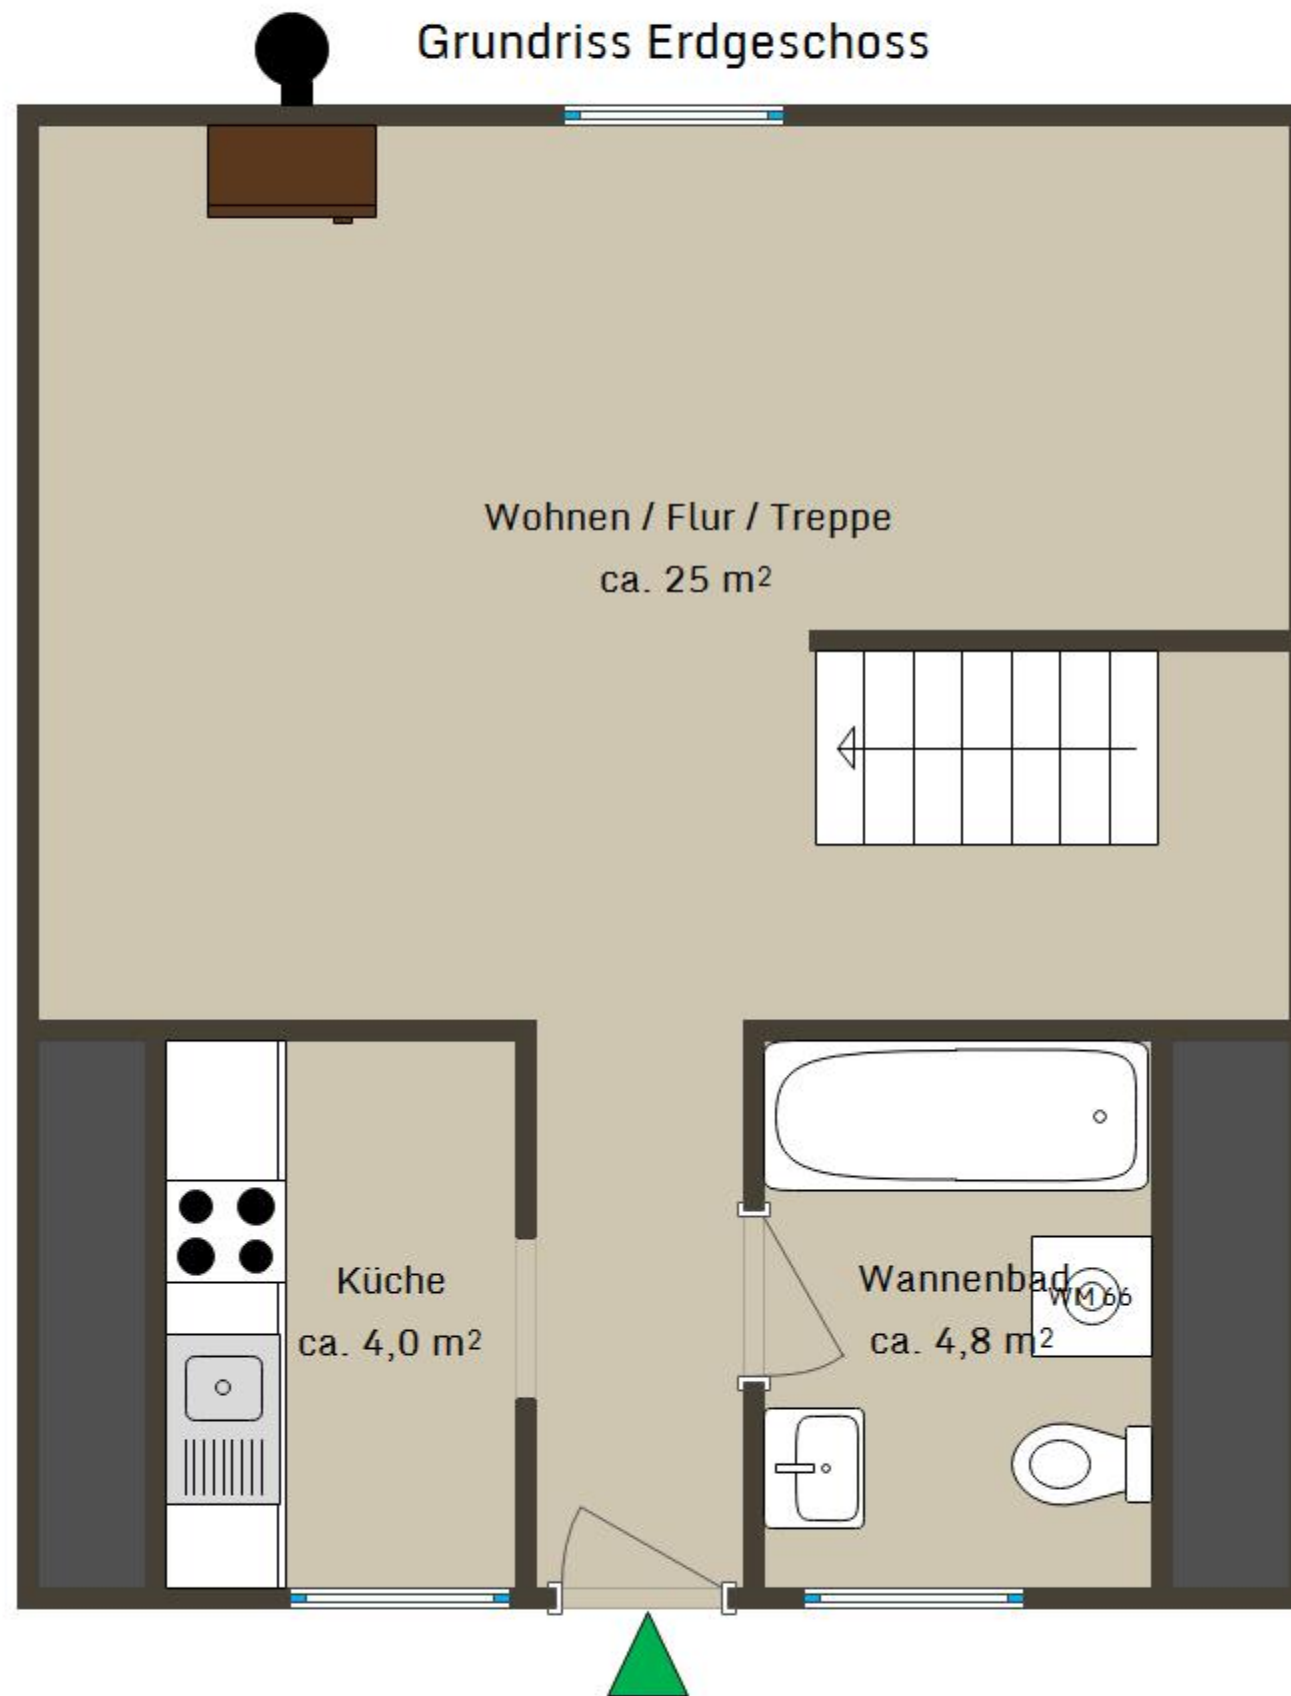 Grundriss Erdgeschoss
Wohnen / Flur / Treppe
ca. 25 m²
Küche
ca. 4,0 m²
Wannenbad
WM 66
ca. 4,8 m²